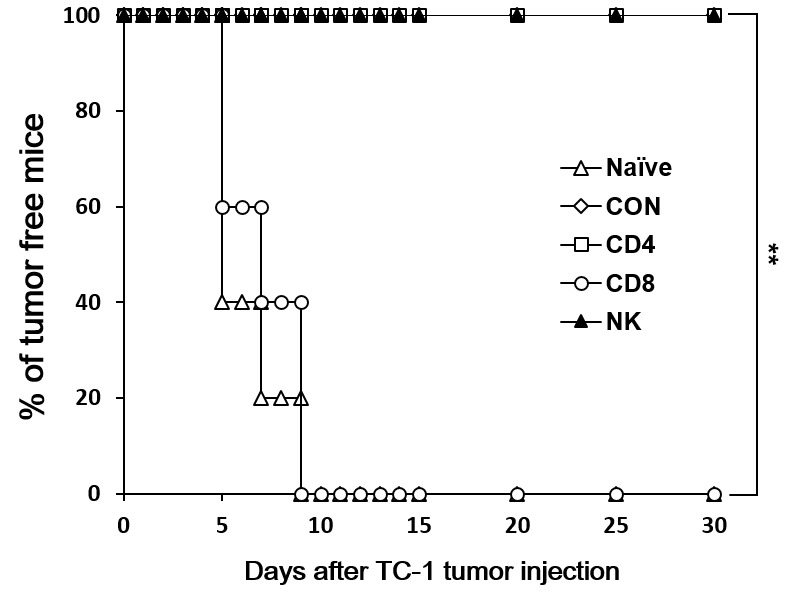 100
80
60
40
20
0
% of tumor free mice
Naïve
CON
CD4
CD8
NK
**
0 5 10 15 20 25 30
Days after TC-1 tumor injection